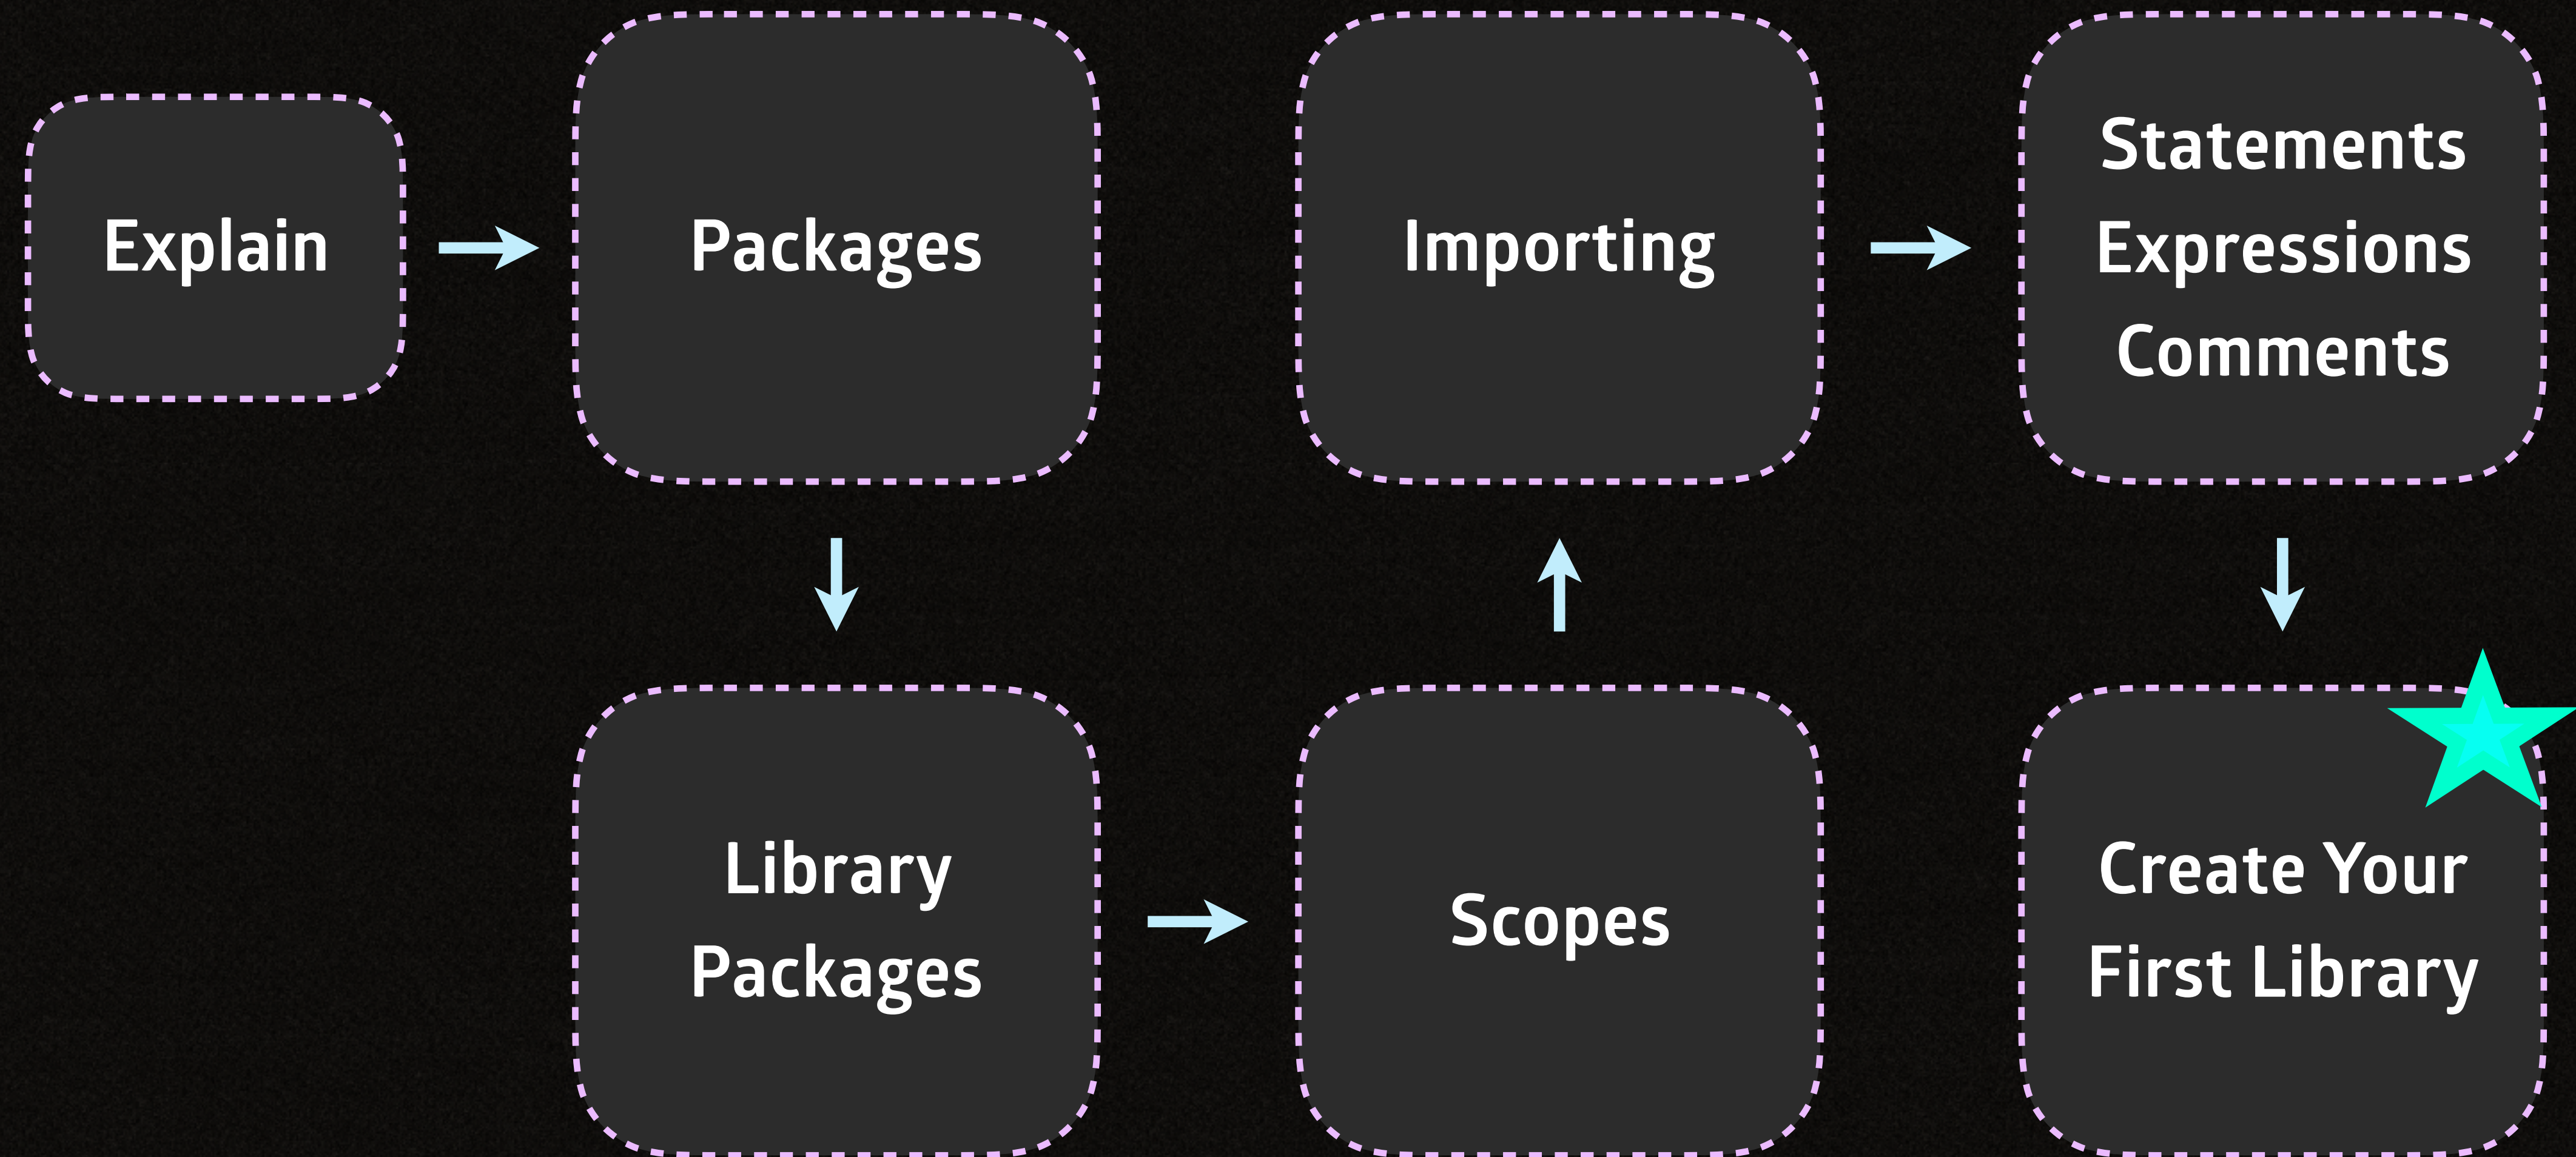 Explain
Packages
Library
Packages
Scopes
Importing
Statements
Expressions
Comments
Create Your
First Library